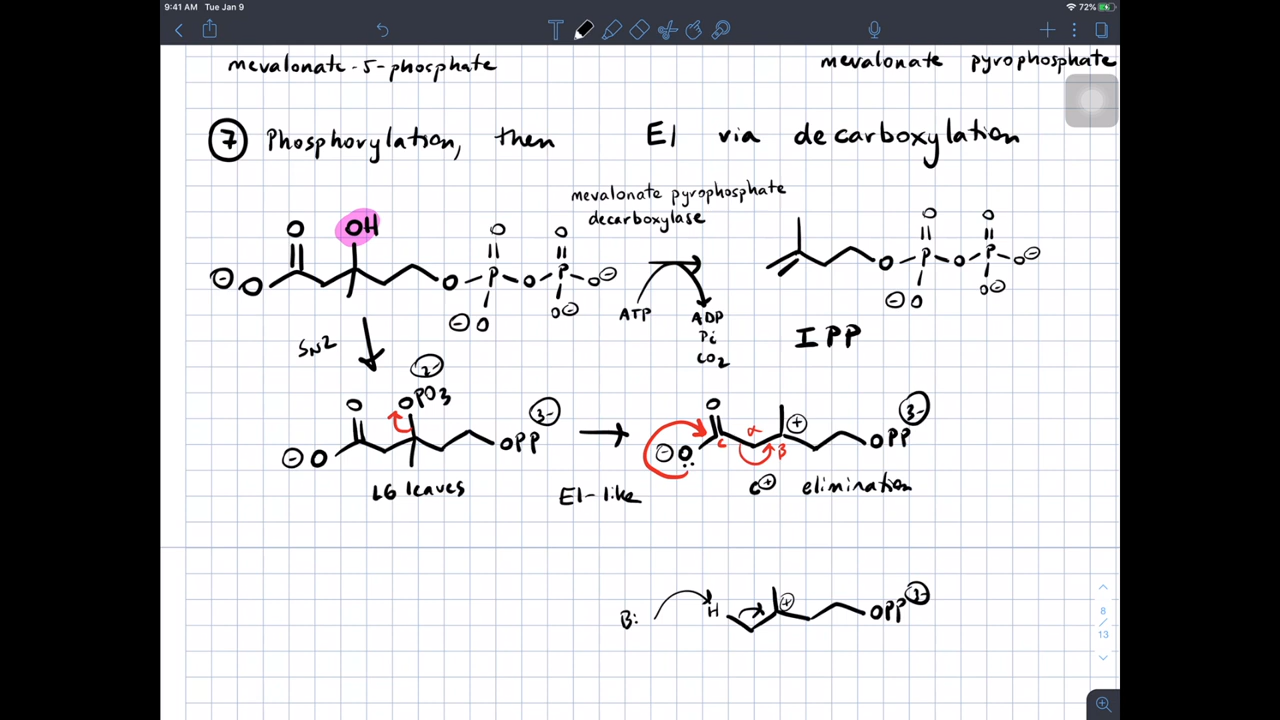 9:41 AM Tue Jan 9
72%
mevalonate-5-phosphate
mevalonate pyrophosphate
7 Phosphorylation, then E1 via decarboxylation
mevalonate pyrophosphate
decarboxylase
O OH O O
⊖ O O P O P O ⊖
⊖ O O ⊖
ATP
ADP
Pi
CO2
O O
O P O P O ⊖
⊖ O O ⊖
IPP
SN2
2-
O OPO3
3-
⊖ O OPP
LG leaves
E1-like
O ⊕
3-
⊖ O C α β OPP
C⊕ elimination
B: H ⊕ OPP 3-
8
/
13